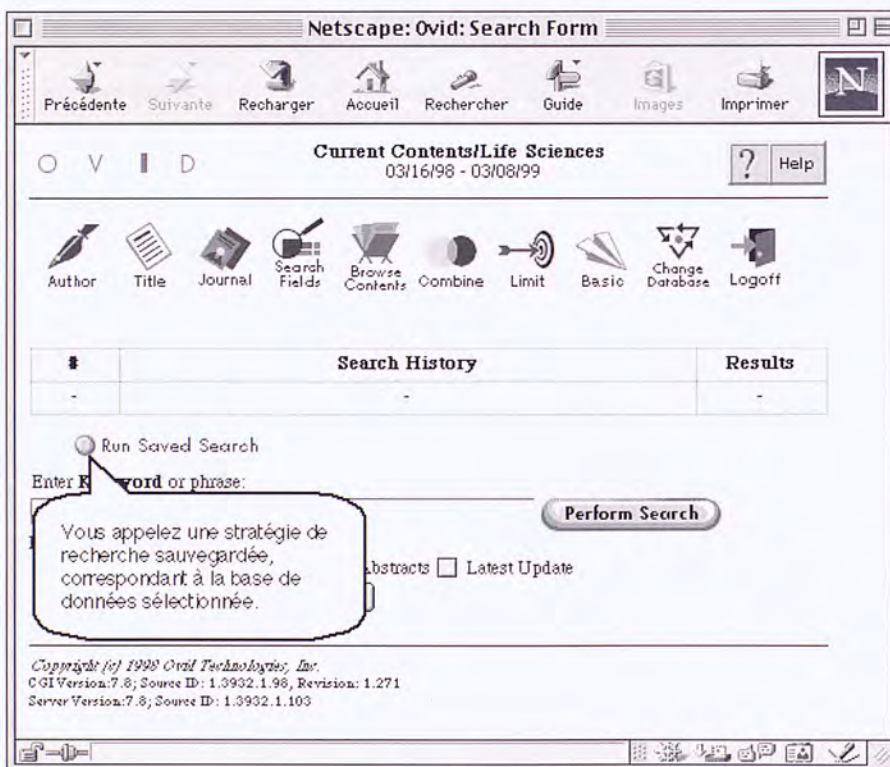 Netscape: Ovid: Search Form
Précédente Suivante Recharger Accueil Rechercher Guide Images Imprimer N
O V I D
Current Contents/Life Sciences
03/16/98 - 03/08/99
? Help
Author Title Journal Search Fields Browse Contents Combine Limit Basic Change Database Logoff
# Search History Results
- - -
Run Saved Search
Enter or phrase:
Perform Search
Vous appelez une stratégie de
recherche sauvegardée,
correspondant à la base de
données sélectionnée.
Latest Update
Copyright (c) 1998 Ovid Technologies, Inc.
CGI Version:7.8; Source ID: 1.3932.1.98, Revision: 1.271
Server Version:7.8; Source ID: 1.3932.1.103